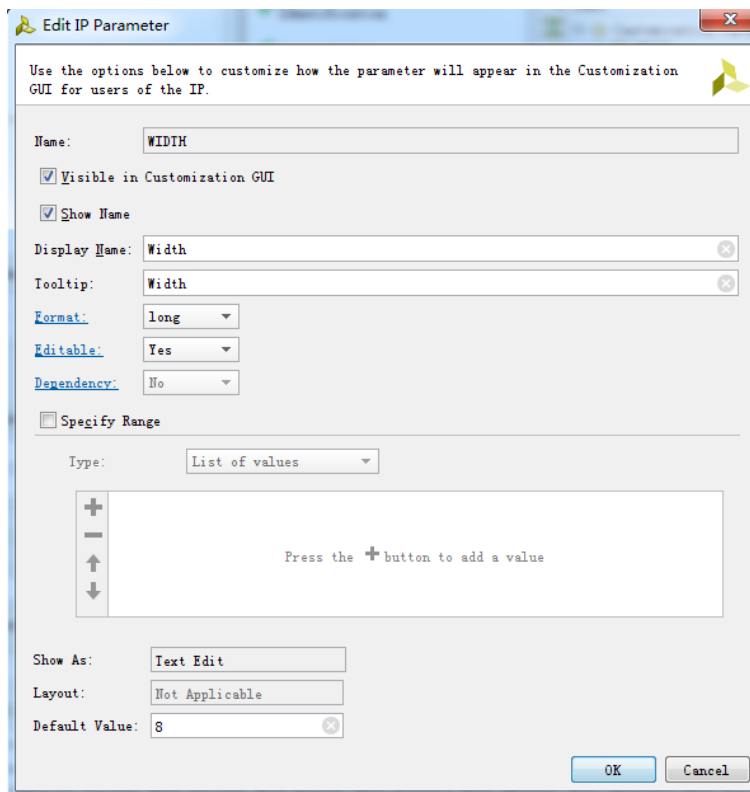 Edit IP Parameter
Use the options below to customize how the parameter will appear in the Customization
GUI for users of the IP.
Name: WIDTH
Visible in Customization GUI
Show Name
Display Name: Width
Tooltip: Width
Format: long
Editable: Yes
Dependency: No
Specify Range
Type: List of values
Press the + button to add a value
Show As: Text Edit
Layout: Not Applicable
Default Value: 8
OK Cancel